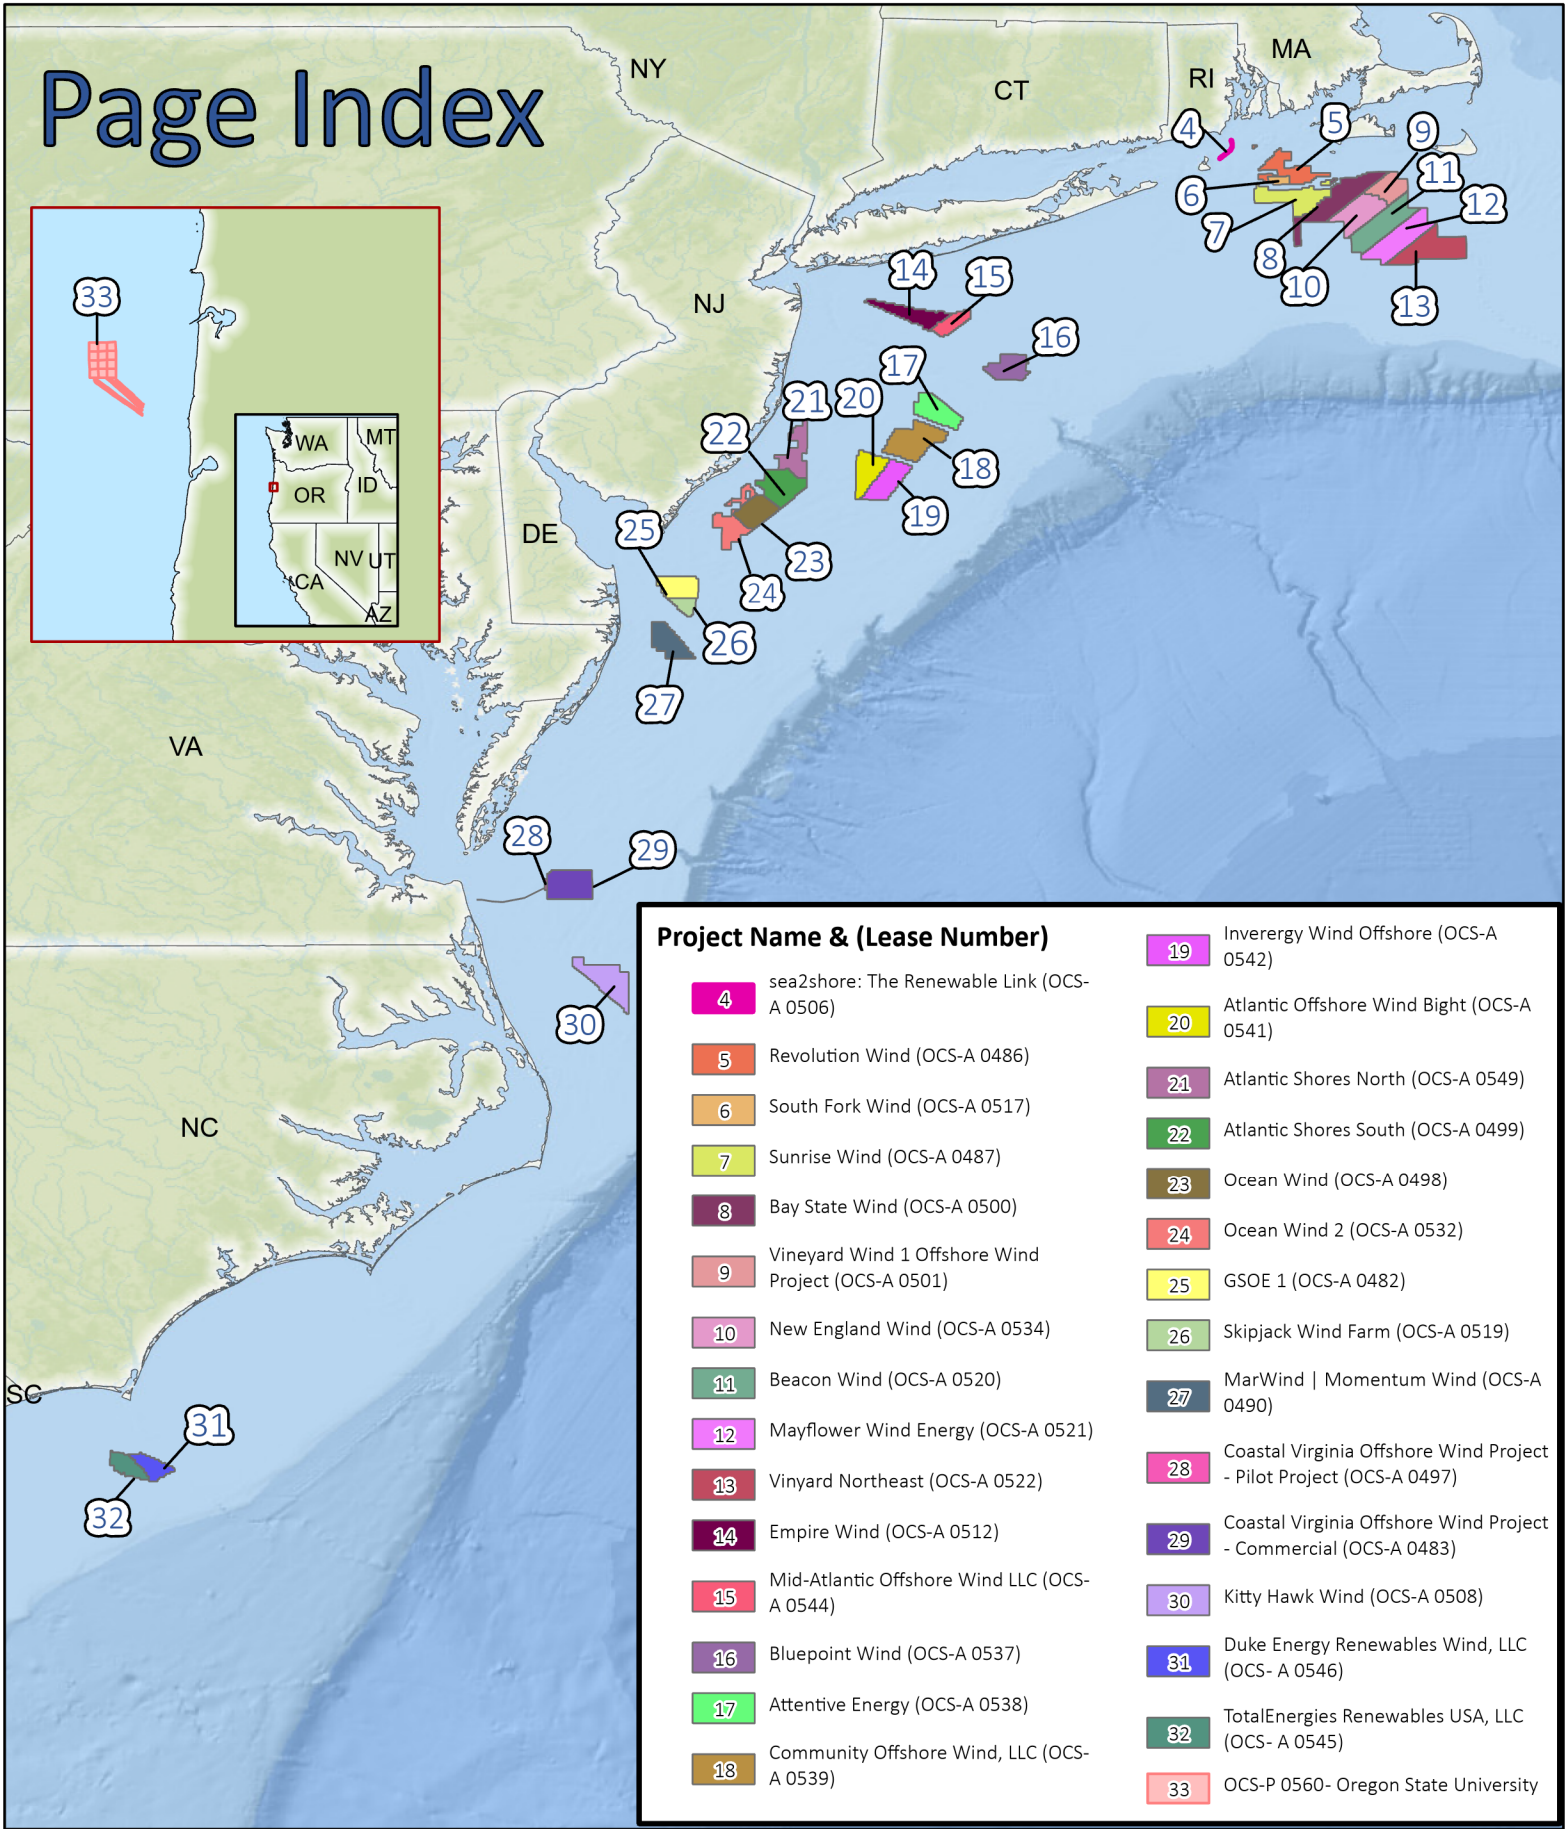 Page Index
NY
CT
RI
MA
4
5
9
11
6
12
7
8
10
13
14
15
NJ
16
33
17
21
20
22
18
WA
MT
OR
ID
19
25
DE
23
NV
UT
CA
24
AZ
26
27
VA
28
29
30
NC
SC
31
32
Project Name & (Lease Number)
4
sea2shore: The Renewable Link (OCS-
A 0506)
5
Revolution Wind (OCS-A 0486)
6
South Fork Wind (OCS-A 0517)
7
Sunrise Wind (OCS-A 0487)
8
Bay State Wind (OCS-A 0500)
9
Vineyard Wind 1 Offshore Wind
Project (OCS-A 0501)
10
New England Wind (OCS-A 0534)
11
Beacon Wind (OCS-A 0520)
12
Mayflower Wind Energy (OCS-A 0521)
13
Vinyard Northeast (OCS-A 0522)
14
Empire Wind (OCS-A 0512)
15
Mid-Atlantic Offshore Wind LLC (OCS-
A 0544)
16
Bluepoint Wind (OCS-A 0537)
17
Attentive Energy (OCS-A 0538)
18
Community Offshore Wind, LLC (OCS-
A 0539)
19
Inverergy Wind Offshore (OCS-A
0542)
20
Atlantic Offshore Wind Bight (OCS-A
0541)
21
Atlantic Shores North (OCS-A 0549)
22
Atlantic Shores South (OCS-A 0499)
23
Ocean Wind (OCS-A 0498)
24
Ocean Wind 2 (OCS-A 0532)
25
GSOE 1 (OCS-A 0482)
26
Skipjack Wind Farm (OCS-A 0519)
27
MarWind | Momentum Wind (OCS-A
0490)
28
Coastal Virginia Offshore Wind Project
- Pilot Project (OCS-A 0497)
29
Coastal Virginia Offshore Wind Project
- Commercial (OCS-A 0483)
30
Kitty Hawk Wind (OCS-A 0508)
31
Duke Energy Renewables Wind, LLC
(OCS- A 0546)
32
TotalEnergies Renewables USA, LLC
(OCS- A 0545)
33
OCS-P 0560- Oregon State University